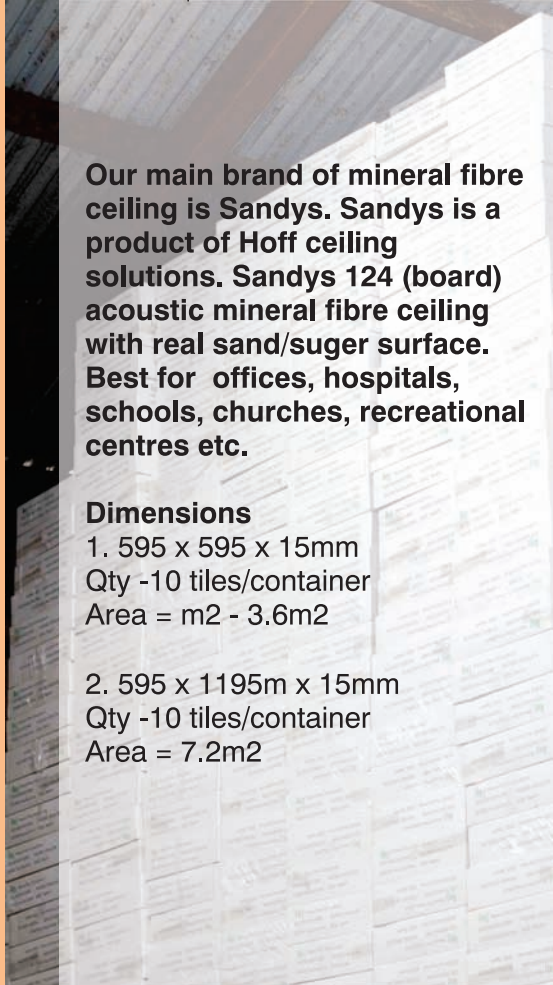 Our main brand of mineral fibre
ceiling is Sandys. Sandys is a
product of Hoff ceiling
solutions. Sandys 124 (board)
acoustic mineral fibre ceiling
with real sand/suger surface.
Best for offices, hospitals,
schools, churches, recreational
centres etc.
Dimensions
1. 595 x 595 x 15mm
Qty -10 tiles/container
Area = m2 - 3.6m2
2. 595 x 1195m x 15mm
Qty -10 tiles/container
Area = 7.2m2